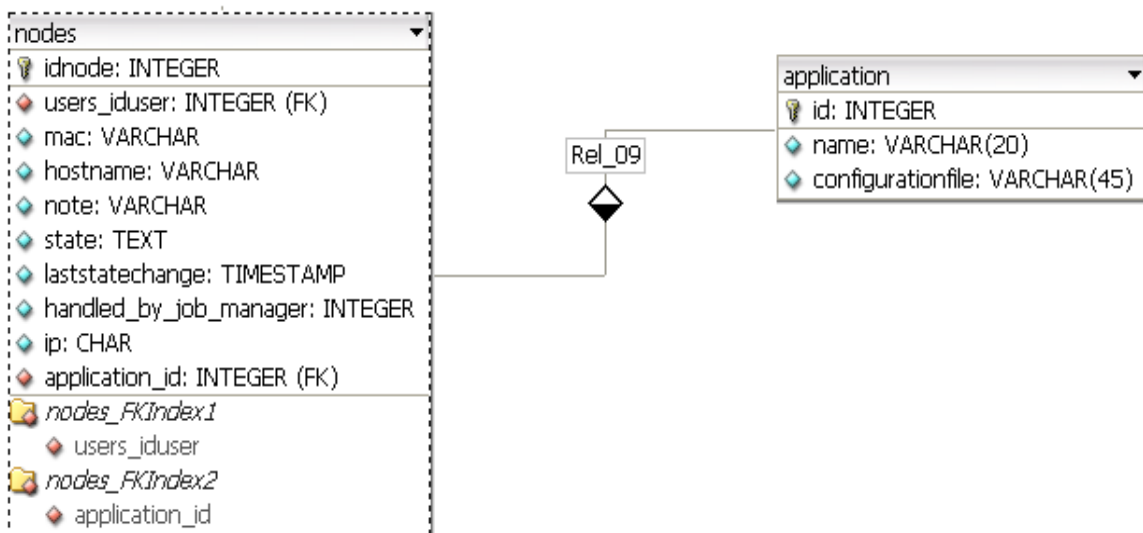 nodes
idnode: INTEGER
users_iduser: INTEGER (FK)
mac: VARCHAR
hostname: VARCHAR
note: VARCHAR
state: TEXT
laststatechange: TIMESTAMP
handled_by_job_manager: INTEGER
ip: CHAR
application_id: INTEGER (FK)
nodes_FKIndex1
users_iduser
nodes_FKIndex2
application_id
Rel_09
application
id: INTEGER
name: VARCHAR(20)
configurationfile: VARCHAR(45)